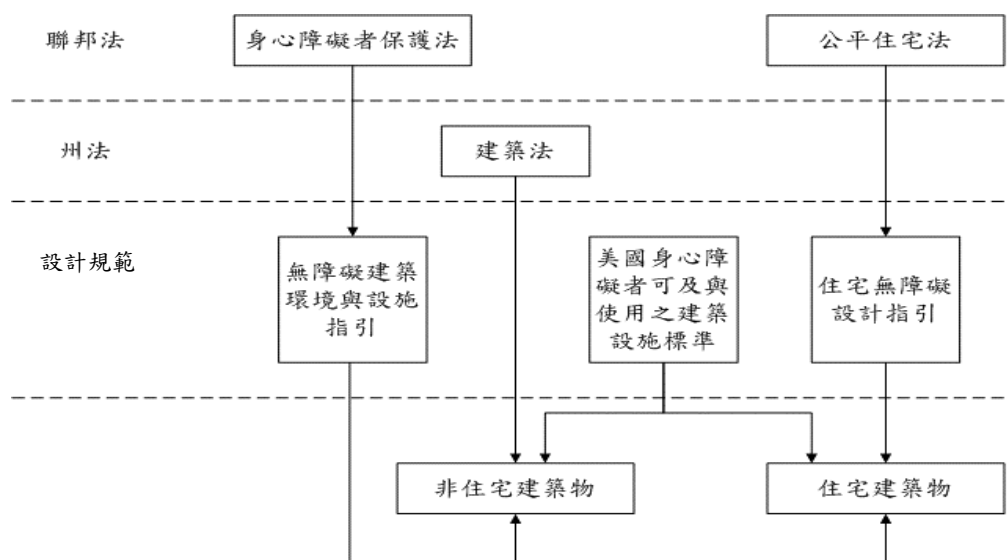 聯邦法
身心障礙者保護法
公平住宅法
州法
建築法
設計規範
無障礙建築
環境與設施
指引
美國身心障
礙者可及與
使用之建築
設施標準
住宅無障礙
設計指引
非住宅建築物
住宅建築物